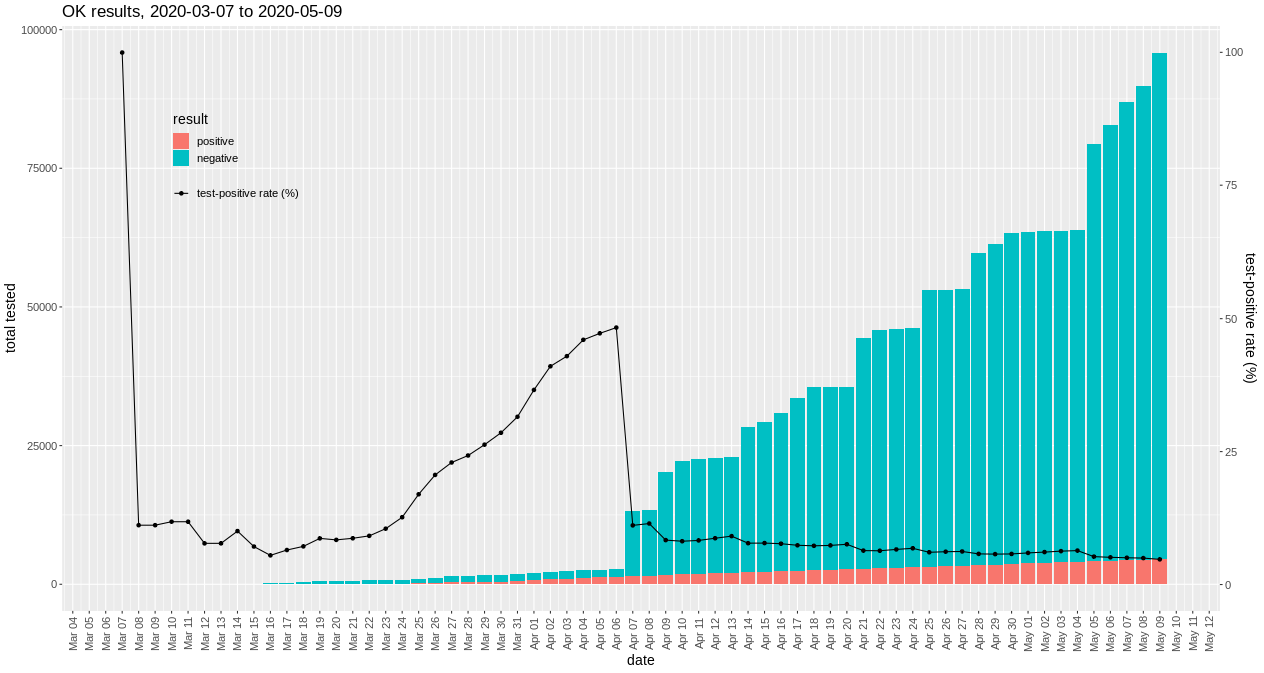 OK results, 2020-03-07 to 2020-05-09
100000
75000
50000
25000
0
total tested
result
positive
negative
test-positive rate (%)
100
75
50
25
0
test-positive rate (%)
Mar 04
Mar 05
Mar 06
Mar 07
Mar 08
Mar 09
Mar 10
Mar 11
Mar 12
Mar 13
Mar 14
Mar 15
Mar 16
Mar 17
Mar 18
Mar 19
Mar 20
Mar 21
Mar 22
Mar 23
Mar 24
Mar 25
Mar 26
Mar 27
Mar 28
Mar 29
Mar 30
Mar 31
Apr 01
Apr 02
Apr 03
Apr 04
Apr 05
Apr 06
Apr 07
Apr 08
Apr 09
Apr 10
Apr 11
Apr 12
Apr 13
Apr 14
Apr 15
Apr 16
Apr 17
Apr 18
Apr 19
Apr 20
Apr 21
Apr 22
Apr 23
Apr 24
Apr 25
Apr 26
Apr 27
Apr 28
Apr 29
Apr 30
May 01
May 02
May 03
May 04
May 05
May 06
May 07
May 08
May 09
May 10
May 11
May 12
date